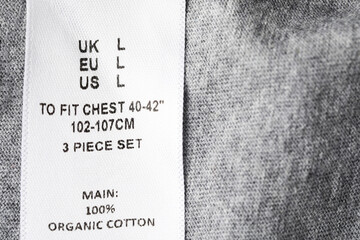 UK L
EU L
US L
TO FIT CHEST 40-42"
102-107CM
3 PIECE SET
MAIN:
100%
ORGANIC COTTON